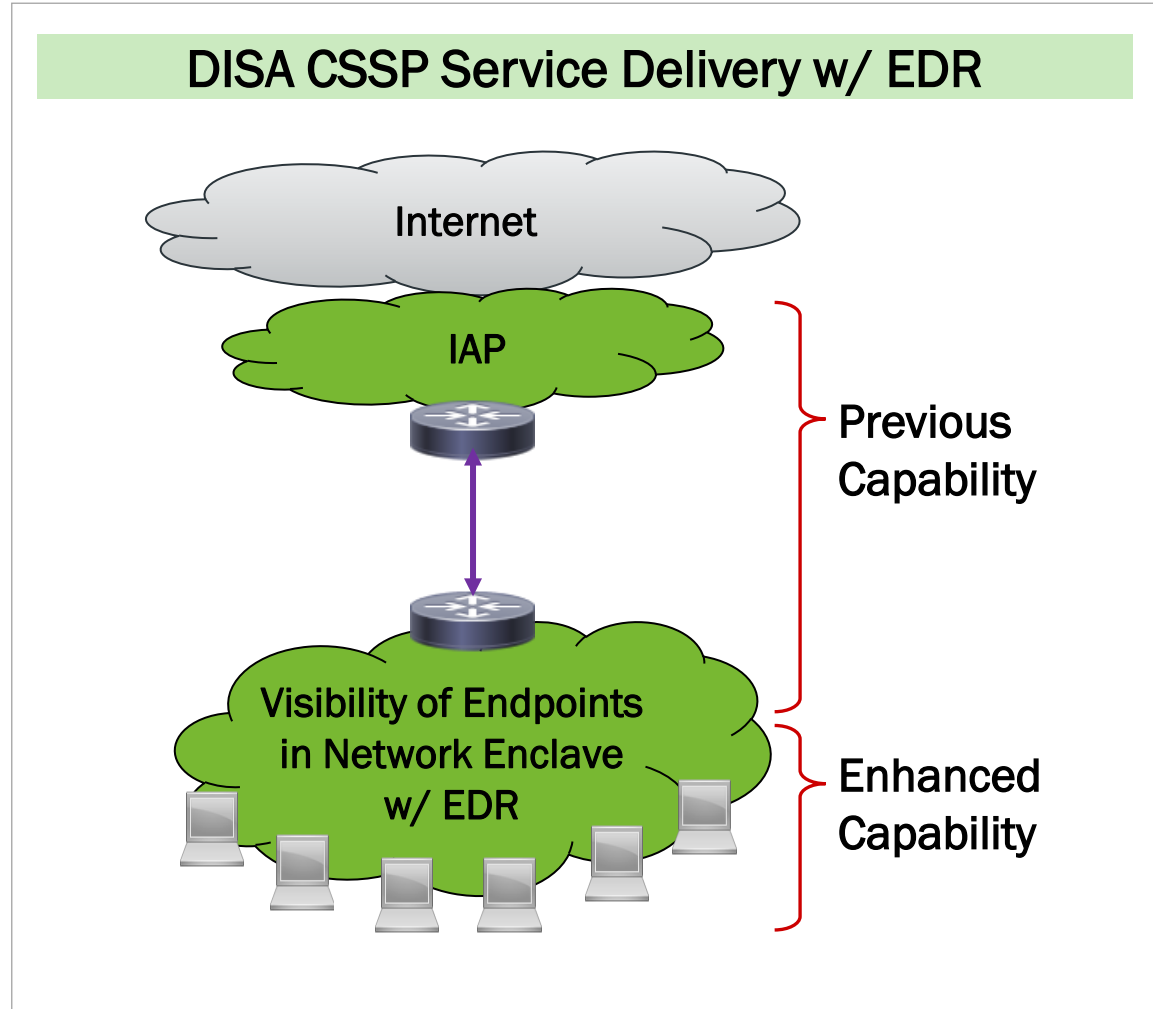 DISA CSSP Service Delivery w/ EDR
Internet
IAP
Previous
Capability
Visibility of Endpoints
in Network Enclave
w/ EDR
Enhanced
Capability